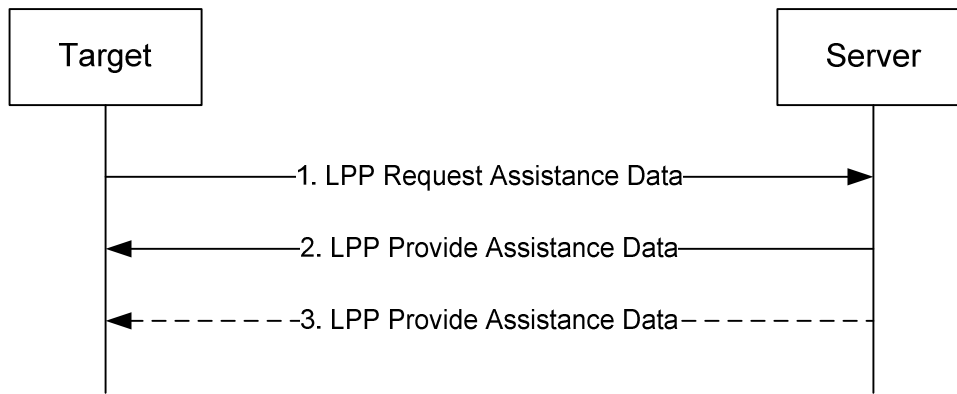 Target
Server
1. LPP Request Assistance Data
2. LPP Provide Assistance Data
3. LPP Provide Assistance Data